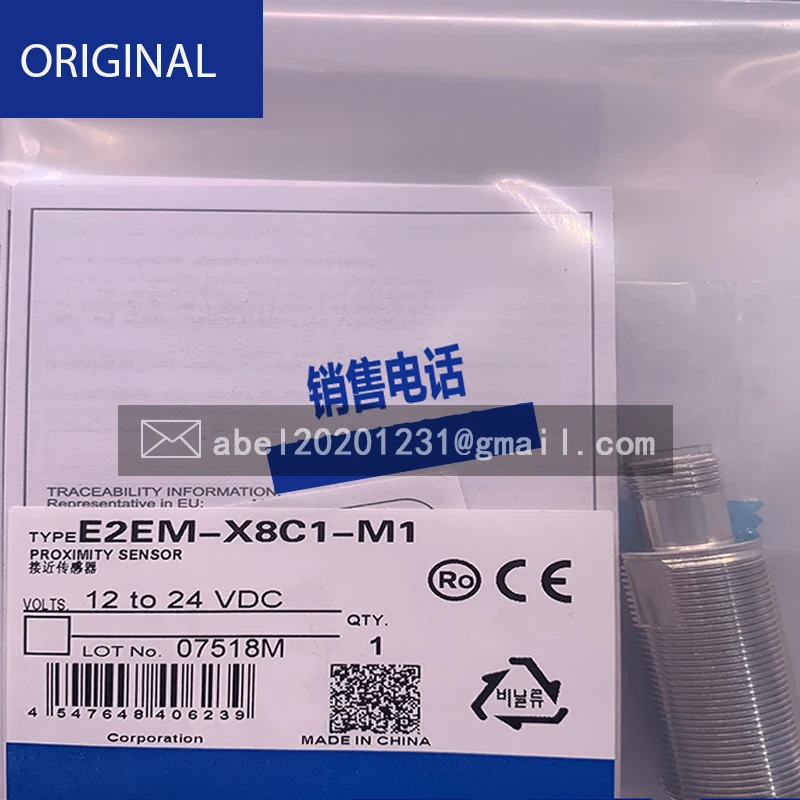 ORIGINAL
销售电话
abel20201231@gmail.com
TRACEABILITY INFORMATION:
Representative in EU:
TYPE E2EM-X8C1-M1
PROXIMITY SENSOR
接近传感器
VOLTS. 12 to 24 VDC
QTY.
LOT No. 07518M 1
Ro CE
4 547648 406239
비닐류
Corporation
MADE IN CHINA